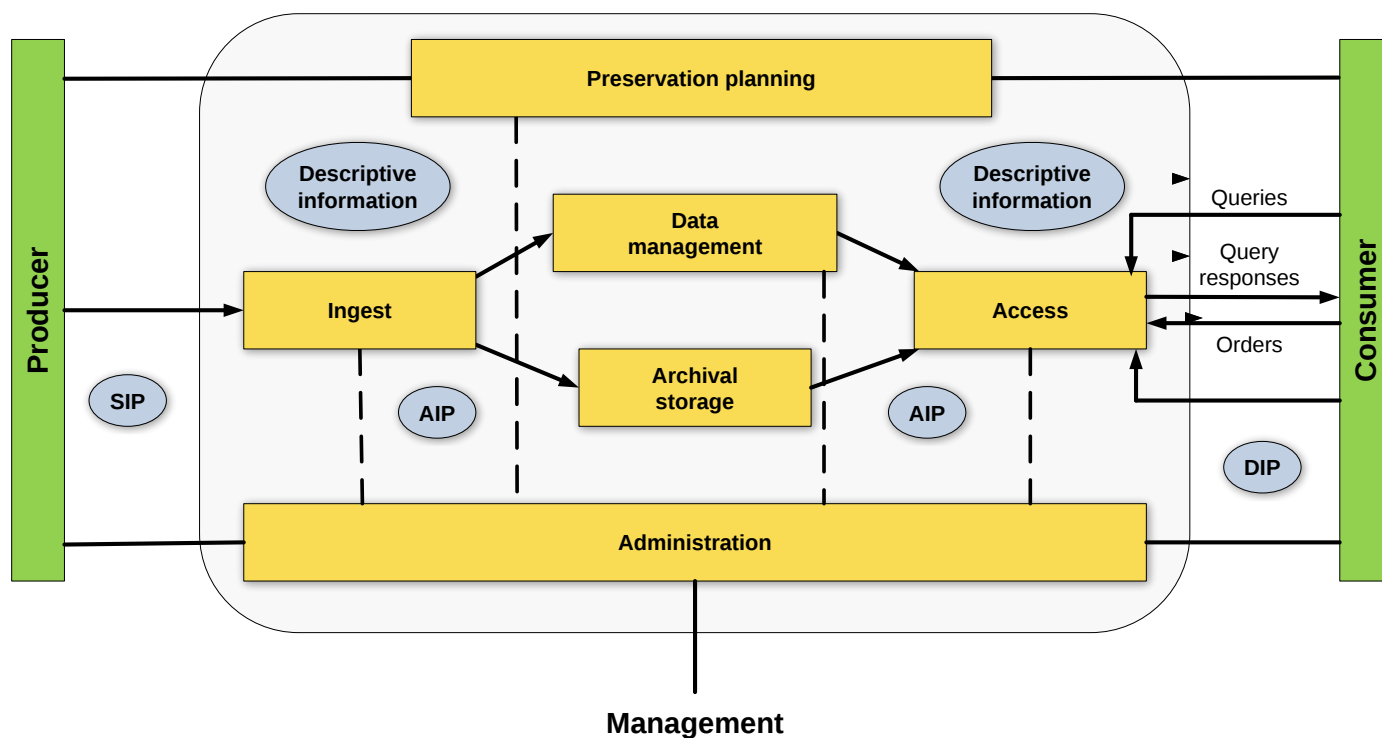 Preservation planning
Producer
Consumer
Descriptive
information
Descriptive
information
Queries
Data
management
Query
responses
Ingest
Access
Orders
Archival
storage
SIP
AIP
AIP
DIP
Administration
Management